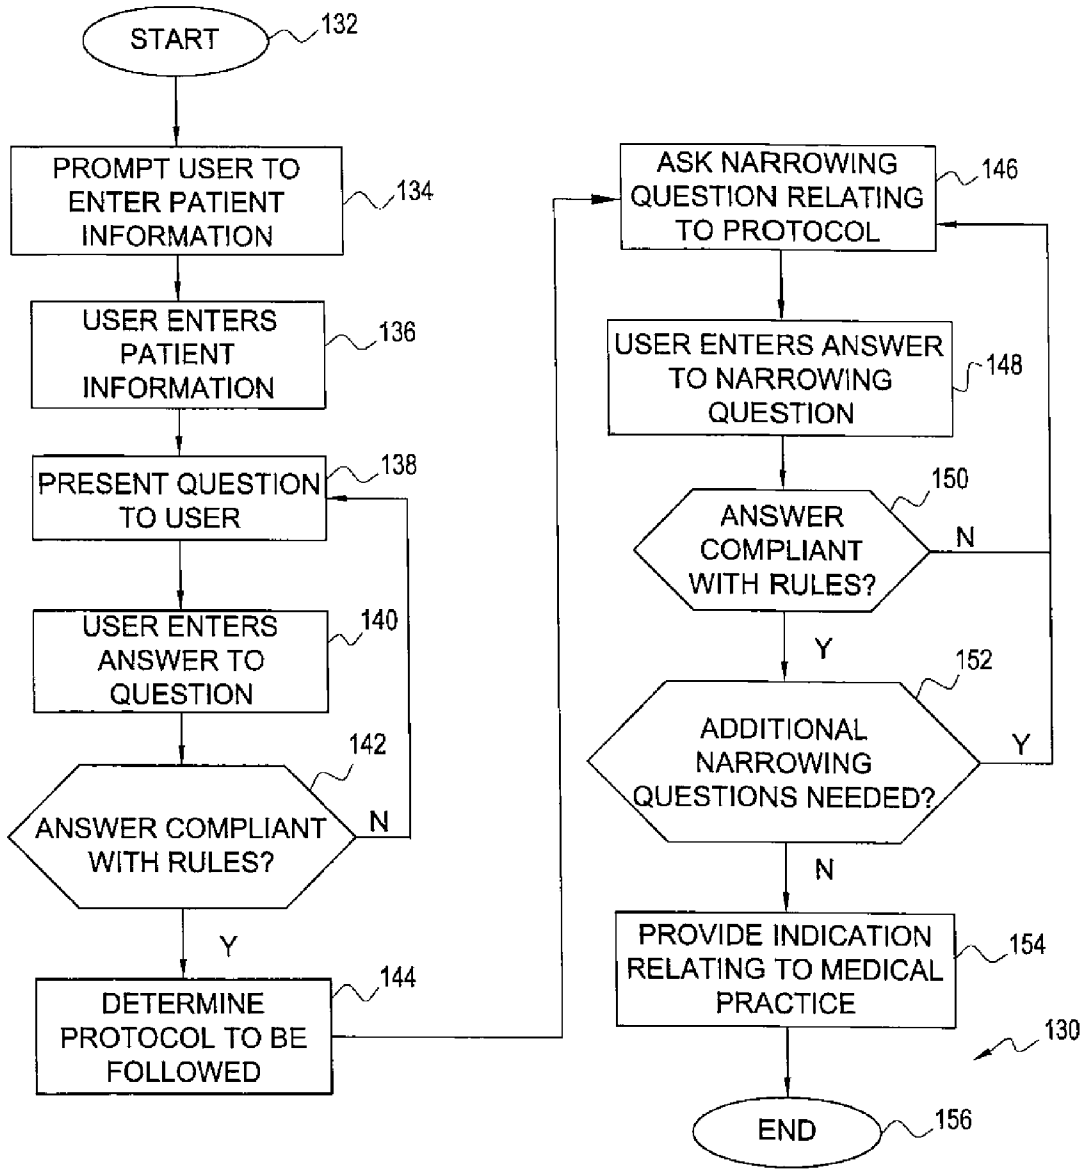 START
132
PROMPT USER TO
ENTER PATIENT
INFORMATION
134
USER ENTERS
PATIENT
INFORMATION
136
PRESENT QUESTION
TO USER
138
USER ENTERS
ANSWER TO
QUESTION
140
ANSWER COMPLIANT
WITH RULES?
142
N
Y
DETERMINE
PROTOCOL TO BE
FOLLOWED
144
ASK NARROWING
QUESTION RELATING
TO PROTOCOL
146
USER ENTERS ANSWER
TO NARROWING
QUESTION
148
ANSWER
COMPLIANT
WITH RULES?
150
N
Y
ADDITIONAL
NARROWING
QUESTIONS NEEDED?
152
Y
N
PROVIDE INDICATION
RELATING TO MEDICAL
PRACTICE
154
130
END
156